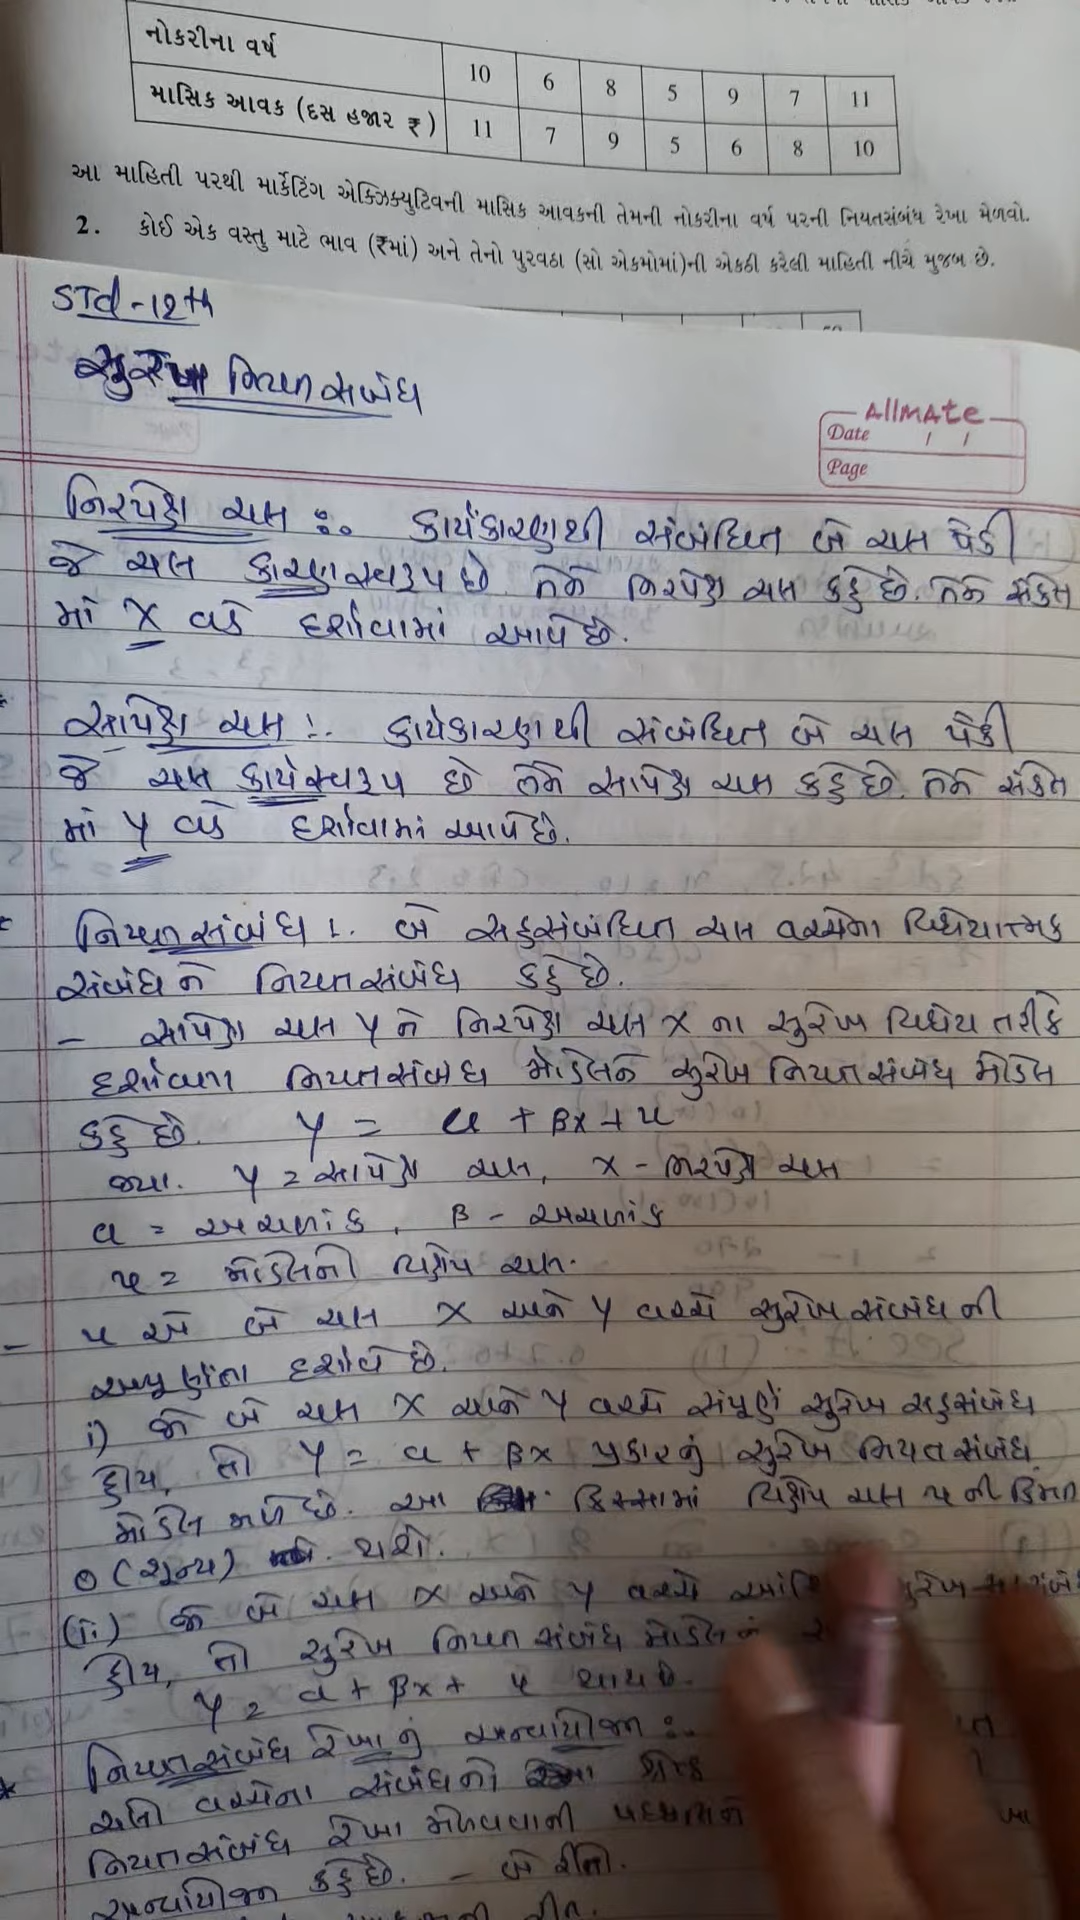 નોકરીના વર્ષ 10 6 8 5 9 7 11
માસિક આવક (દસ હજાર ₹) 11 7 9 5 6 8 10
આ માહિતી પરથી માર્કેટિંગ એક્ઝિક્યુટિવની માસિક આવકની તેમની નોકરીના વર્ષ પરની નિયતસંબંધ રેખા મેળવો.
2. કોઈ એક વસ્તુ માટે ભાવ (₹માં) અને તેનો પુરવઠા (સો એકમોમાં)ની એકઠી કરેલી માહિતી નીચે મુજબ છે.
STd-12th
સુરેખ નિયતસંબંધ
AllMAte
Date / /
Page
નિરપેક્ષ ચલ :. કાર્યકારણથી સંબંધિત બે ચલ પૈકી
જે ચલ કારણસ્વરૂપ છે તેને નિરપેક્ષ ચલ કહે છે. તેને સંકેત
માં X વડે દર્શાવામાં આવે છે.
સાપેક્ષ ચલ :. કાર્યકારણથી સંબંધિત બે ચલ પૈકી
જે ચલ કાર્યસ્વરૂપ છે તેને સાપેક્ષ ચલ કહે છે. તેને સંકેત
માં Y વડે દર્શાવામાં આવે છે.
નિયતસંબંધ :. બે સહસંબંધિત ચલ વચ્ચેના વિધેયાત્મક
સંબંધને નિયતસંબંધ કહે છે.
- સાપેક્ષ ચલ Y ને નિરપેક્ષ ચલ X ના સુરેખ વિધેય તરીકે
દર્શાવતા નિયતસંબંધ મોડેલને સુરેખ નિયતસંબંધ મોડેલ
કહે છે. Y = α + βX + u
જ્યા. Y = સાપેક્ષ ચલ, X - નિરપેક્ષ ચલ
α = અચળાંક, β - અચળાંક
u = મોડેલની વિક્ષેપ ચલ.
- u એ બે ચલ X અને Y વચ્ચે સુરેખ સંબંધ ની
અપૂર્ણતા દર્શાવે છે.
i) જો બે ચલ X અને Y વચ્ચે સંપૂર્ણ સુરેખ સહસંબંધ
હોય, તો Y = α + βX પ્રકારનું સુરેખ નિયતસંબંધ
મોડેલ મળે છે. આ કિસ્સામાં વિક્ષેપ ચલ u ની કિંમત
0 (શૂન્ય) થશે.
(ii) જો બે ચલ X અને Y વચ્ચે
હોય, તો સુરેખ નિયતસંબંધ મોડેલનું
Y = α + βX + u થાય છે.
* નિયતસંબંધ રેખાનું અન્વાયોજન :.
ચલો વચ્ચેના સંબંધની શ્રેષ્ઠ
નિયતસંબંધ રેખા મેળવવાની
અન્વાયોજન કહે છે. - બે રીતો.